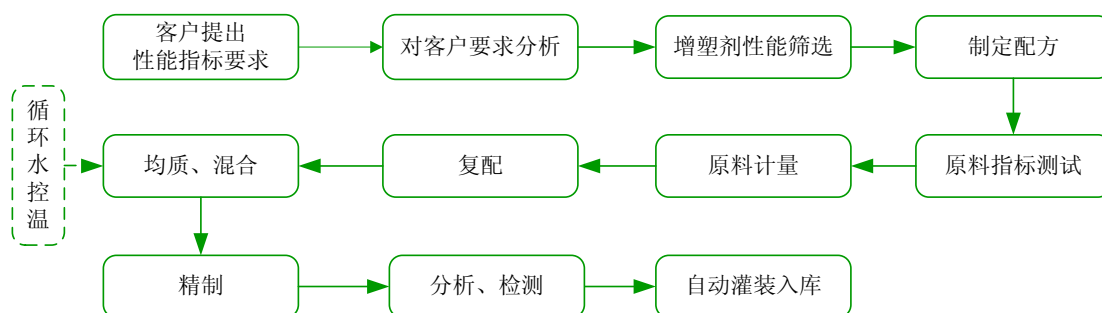 客户提出
性能指标要求
对客户要求分析
增塑剂性能筛选
制定配方
循
环
水
控
温
均质、混合
复配
原料计量
原料指标测试
精制
分析、检测
自动灌装入库